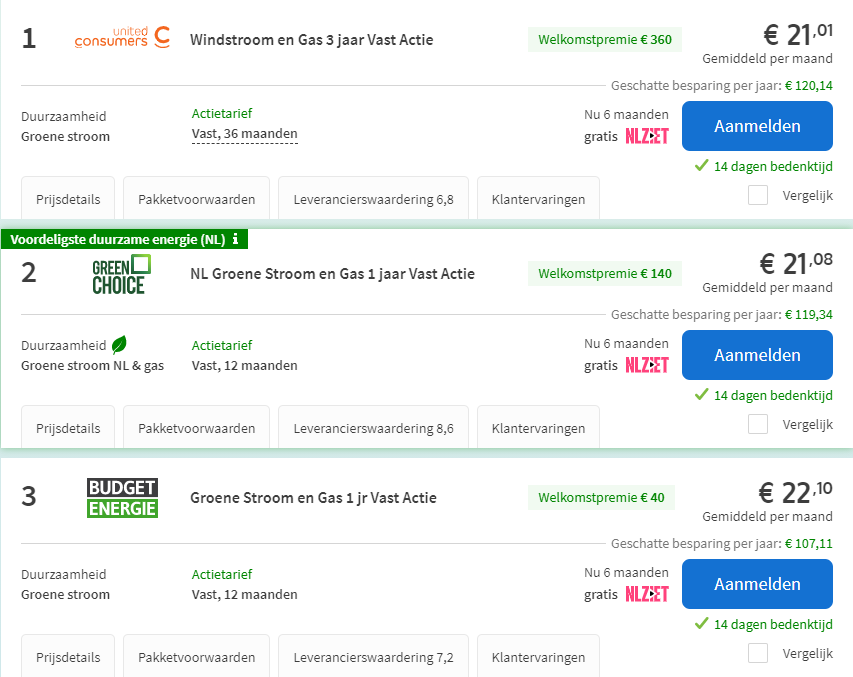 1
united
consumers
Windstroom en Gas 3 jaar Vast Actie
Welkomstpremie € 360
€ 21,01
Gemiddeld per maand
Geschatte besparing per jaar: € 120,14
Duurzaamheid
Groene stroom
Actietarief
Vast, 36 maanden
Nu 6 maanden
gratis NLZIET
Aanmelden
14 dagen bedenktijd
Vergelijk
Prijsdetails
Pakketvoorwaarden
Leverancierswaardering 6,8
Klantervaringen
Voordeligste duurzame energie (NL) i
2
GREEN
CHOICE
NL Groene Stroom en Gas 1 jaar Vast Actie
Welkomstpremie € 140
€ 21,08
Gemiddeld per maand
Geschatte besparing per jaar: € 119,34
Duurzaamheid
Groene stroom NL & gas
Actietarief
Vast, 12 maanden
Nu 6 maanden
gratis NLZIET
Aanmelden
14 dagen bedenktijd
Vergelijk
Prijsdetails
Pakketvoorwaarden
Leverancierswaardering 8,6
Klantervaringen
3
BUDGET
ENERGIE
Groene Stroom en Gas 1 jr Vast Actie
Welkomstpremie € 40
€ 22,10
Gemiddeld per maand
Geschatte besparing per jaar: € 107,11
Duurzaamheid
Groene stroom
Actietarief
Vast, 12 maanden
Nu 6 maanden
gratis NLZIET
Aanmelden
14 dagen bedenktijd
Vergelijk
Prijsdetails
Pakketvoorwaarden
Leverancierswaardering 7,2
Klantervaringen